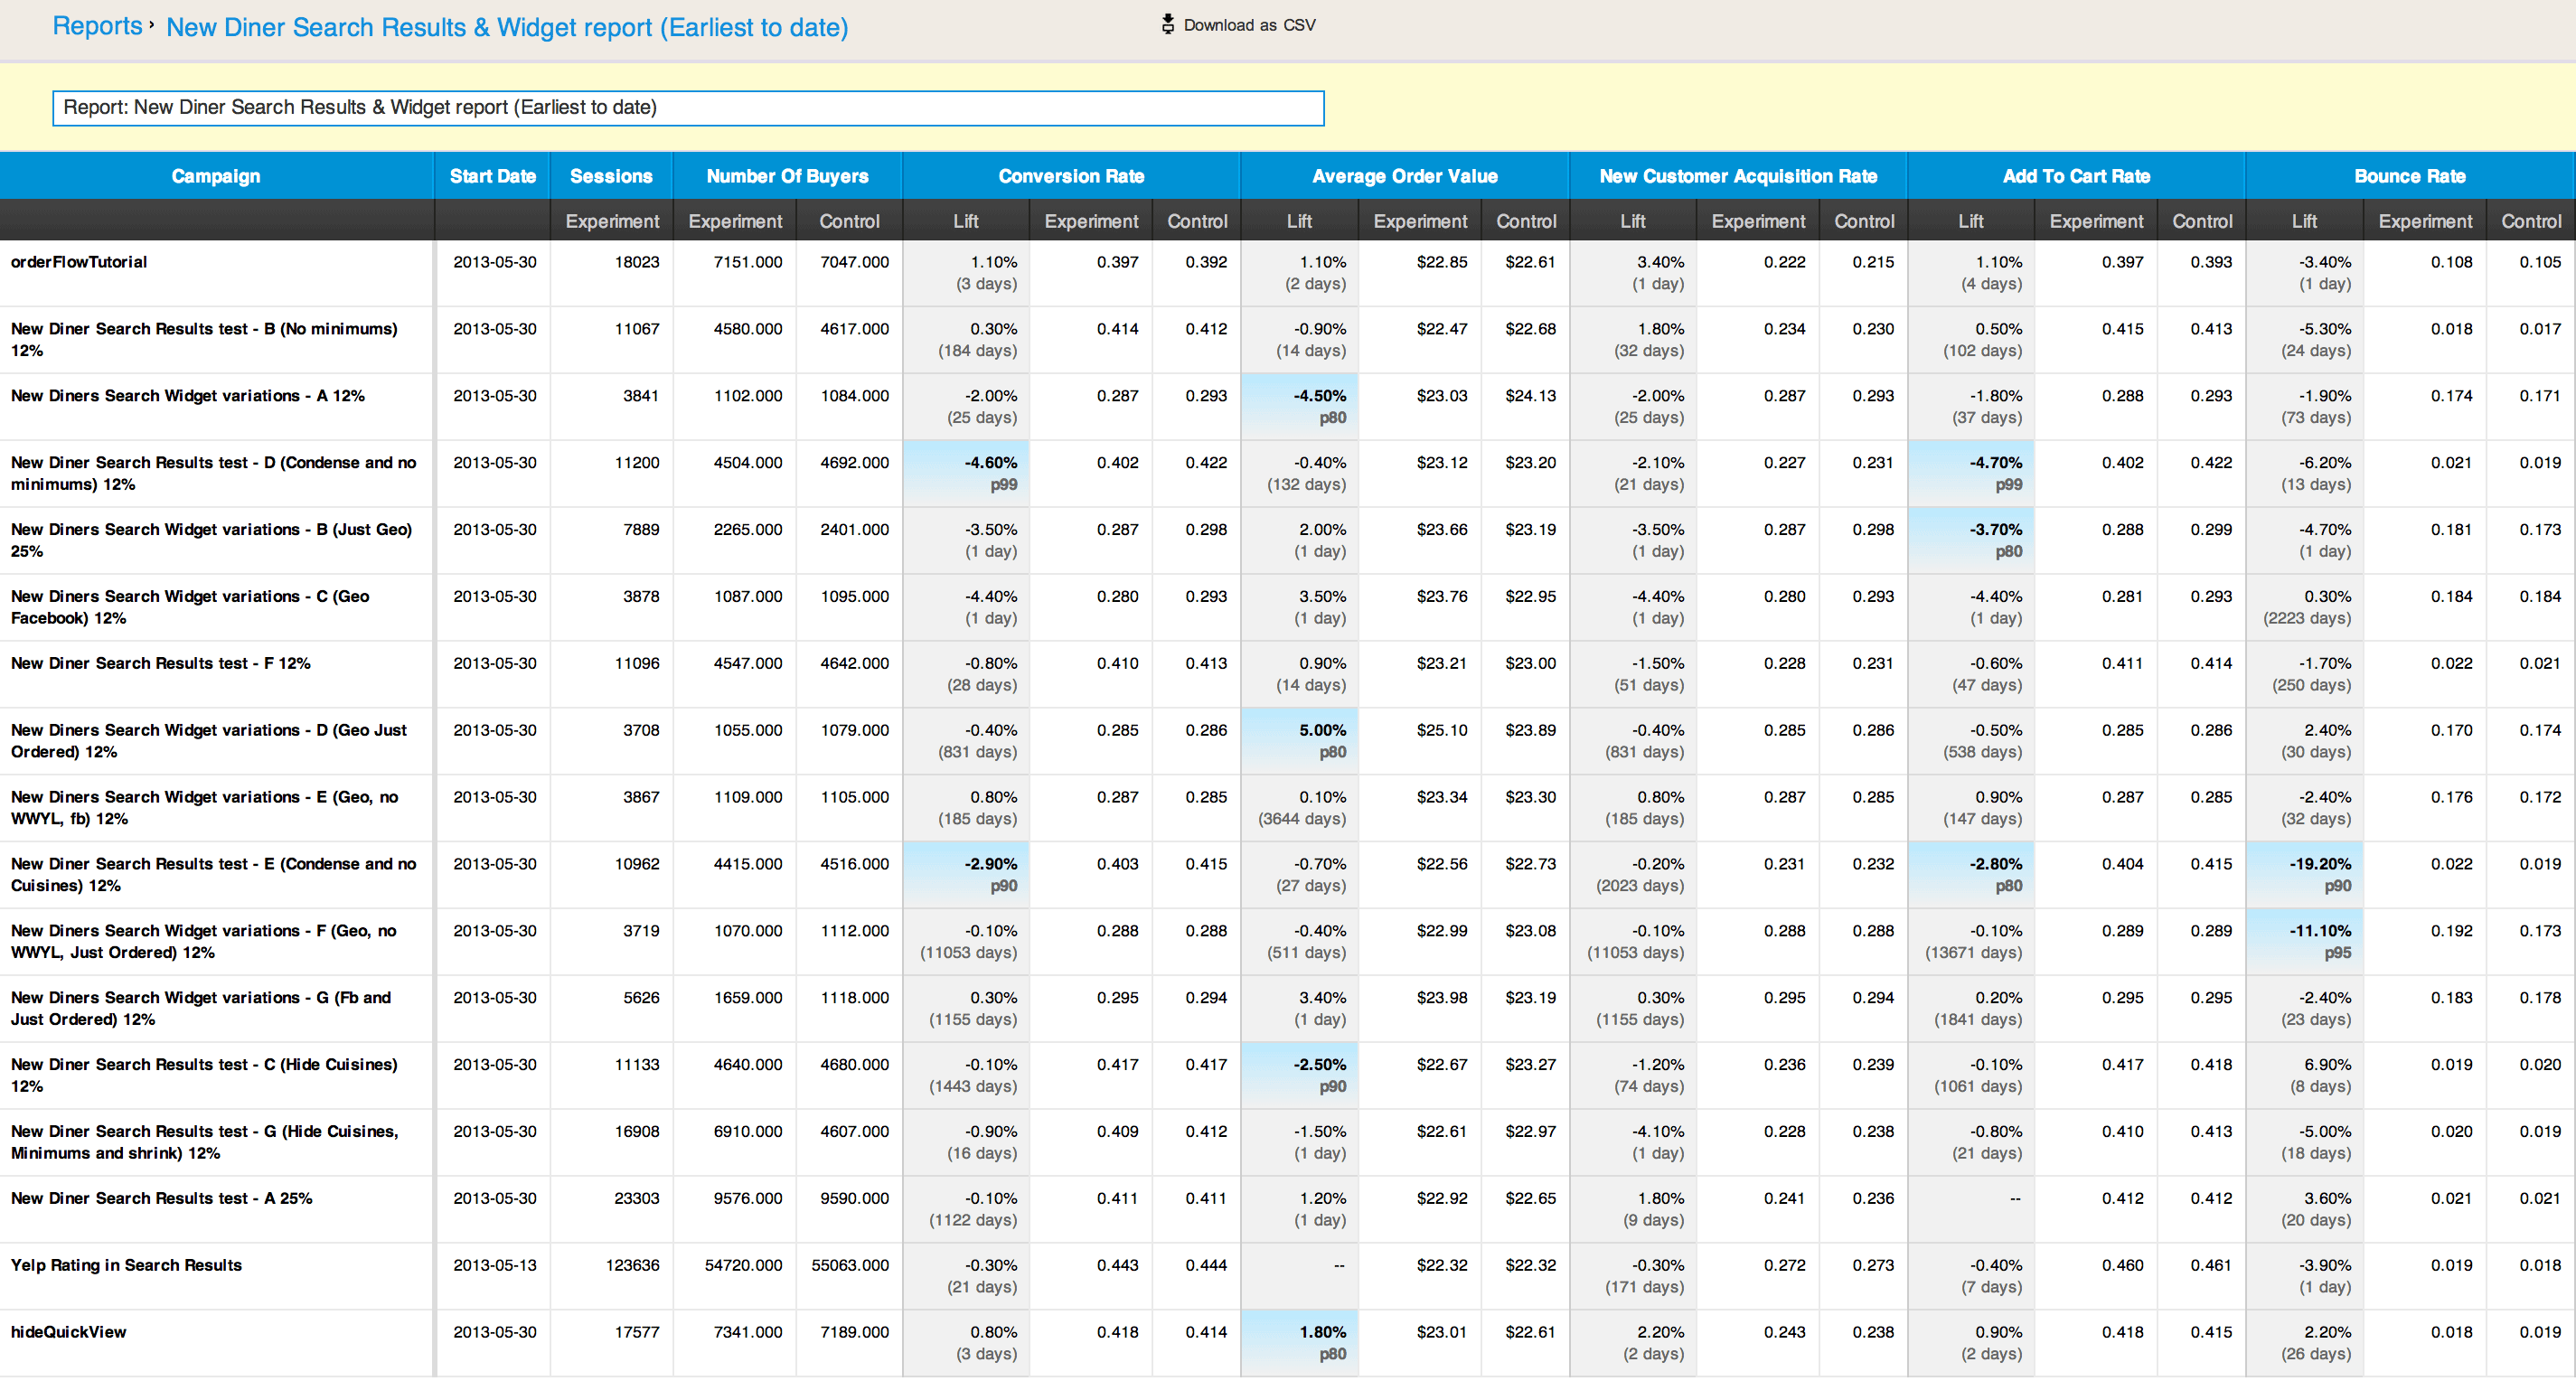 Reports › New Diner Search Results & Widget report (Earliest to date) Download as CSV
Report: New Diner Search Results & Widget report (Earliest to date)
Campaign Start Date Sessions Number Of Buyers Conversion Rate Average Order Value New Customer Acquisition Rate Add To Cart Rate Bounce Rate
Experiment Experiment Control Lift Experiment Control Lift Experiment Control Lift Experiment Control Lift Experiment Control Lift Experiment Control
orderFlowTutorial 2013-05-30 18023 7151.000 7047.000 1.10% 0.397 0.392 1.10% $22.85 $22.61 3.40% 0.222 0.215 1.10% 0.397 0.393 -3.40% 0.108 0.105
(3 days) (2 days) (1 day) (4 days) (1 day)
New Diner Search Results test - B (No minimums) 2013-05-30 11067 4580.000 4617.000 0.30% 0.414 0.412 -0.90% $22.47 $22.68 1.80% 0.234 0.230 0.50% 0.415 0.413 -5.30% 0.018 0.017
12% (184 days) (14 days) (32 days) (102 days) (24 days)
New Diners Search Widget variations - A 12% 2013-05-30 3841 1102.000 1084.000 -2.00% 0.287 0.293 -4.50% $23.03 $24.13 -2.00% 0.287 0.293 -1.80% 0.288 0.293 -1.90% 0.174 0.171
(25 days) p80 (25 days) (37 days) (73 days)
New Diner Search Results test - D (Condense and no 2013-05-30 11200 4504.000 4692.000 -4.60% 0.402 0.422 -0.40% $23.12 $23.20 -2.10% 0.227 0.231 -4.70% 0.402 0.422 -6.20% 0.021 0.019
minimums) 12% p99 (132 days) (21 days) p99 (13 days)
New Diners Search Widget variations - B (Just Geo) 2013-05-30 7889 2265.000 2401.000 -3.50% 0.287 0.298 2.00% $23.66 $23.19 -3.50% 0.287 0.298 -3.70% 0.288 0.299 -4.70% 0.181 0.173
25% (1 day) (1 day) (1 day) p80 (1 day)
New Diners Search Widget variations - C (Geo 2013-05-30 3878 1087.000 1095.000 -4.40% 0.280 0.293 3.50% $23.76 $22.95 -4.40% 0.280 0.293 -4.40% 0.281 0.293 0.30% 0.184 0.184
Facebook) 12% (1 day) (1 day) (1 day) (1 day) (2223 days)
New Diner Search Results test - F 12% 2013-05-30 11096 4547.000 4642.000 -0.80% 0.410 0.413 0.90% $23.21 $23.00 -1.50% 0.228 0.231 -0.60% 0.411 0.414 -1.70% 0.022 0.021
(28 days) (14 days) (51 days) (47 days) (250 days)
New Diners Search Widget variations - D (Geo Just 2013-05-30 3708 1055.000 1079.000 -0.40% 0.285 0.286 5.00% $25.10 $23.89 -0.40% 0.285 0.286 -0.50% 0.285 0.286 2.40% 0.170 0.174
Ordered) 12% (831 days) p80 (831 days) (538 days) (30 days)
New Diners Search Widget variations - E (Geo, no 2013-05-30 3867 1109.000 1105.000 0.80% 0.287 0.285 0.10% $23.34 $23.30 0.80% 0.287 0.285 0.90% 0.287 0.285 -2.40% 0.176 0.172
WWYL, fb) 12% (185 days) (3644 days) (185 days) (147 days) (32 days)
New Diner Search Results test - E (Condense and no 2013-05-30 10962 4415.000 4516.000 -2.90% 0.403 0.415 -0.70% $22.56 $22.73 -0.20% 0.231 0.232 -2.80% 0.404 0.415 -19.20% 0.022 0.019
Cuisines) 12% p90 (27 days) (2023 days) p80 p90
New Diners Search Widget variations - F (Geo, no 2013-05-30 3719 1070.000 1112.000 -0.10% 0.288 0.288 -0.40% $22.99 $23.08 -0.10% 0.288 0.288 -0.10% 0.289 0.289 -11.10% 0.192 0.173
WWYL, Just Ordered) 12% (11053 days) (511 days) (11053 days) (13671 days) p95
New Diners Search Widget variations - G (Fb and 2013-05-30 5626 1659.000 1118.000 0.30% 0.295 0.294 3.40% $23.98 $23.19 0.30% 0.295 0.294 0.20% 0.295 0.295 -2.40% 0.183 0.178
Just Ordered) 12% (1155 days) (1 day) (1155 days) (1841 days) (23 days)
New Diner Search Results test - C (Hide Cuisines) 2013-05-30 11133 4640.000 4680.000 -0.10% 0.417 0.417 -2.50% $22.67 $23.27 -1.20% 0.236 0.239 -0.10% 0.417 0.418 6.90% 0.019 0.020
12% (1443 days) p90 (74 days) (1061 days) (8 days)
New Diner Search Results test - G (Hide Cuisines, 2013-05-30 16908 6910.000 4607.000 -0.90% 0.409 0.412 -1.50% $22.61 $22.97 -4.10% 0.228 0.238 -0.80% 0.410 0.413 -5.00% 0.020 0.019
Minimums and shrink) 12% (16 days) (1 day) (1 day) (21 days) (18 days)
New Diner Search Results test - A 25% 2013-05-30 23303 9576.000 9590.000 -0.10% 0.411 0.411 1.20% $22.92 $22.65 1.80% 0.241 0.236 -- 0.412 0.412 3.60% 0.021 0.021
(1122 days) (1 day) (9 days) (20 days)
Yelp Rating in Search Results 2013-05-13 123636 54720.000 55063.000 -0.30% 0.443 0.444 -- $22.32 $22.32 -0.30% 0.272 0.273 -0.40% 0.460 0.461 -3.90% 0.019 0.018
(21 days) (171 days) (7 days) (1 day)
hideQuickView 2013-05-30 17577 7341.000 7189.000 0.80% 0.418 0.414 1.80% $23.01 $22.61 2.20% 0.243 0.238 0.90% 0.418 0.415 2.20% 0.018 0.019
(3 days) p80 (2 days) (2 days) (26 days)